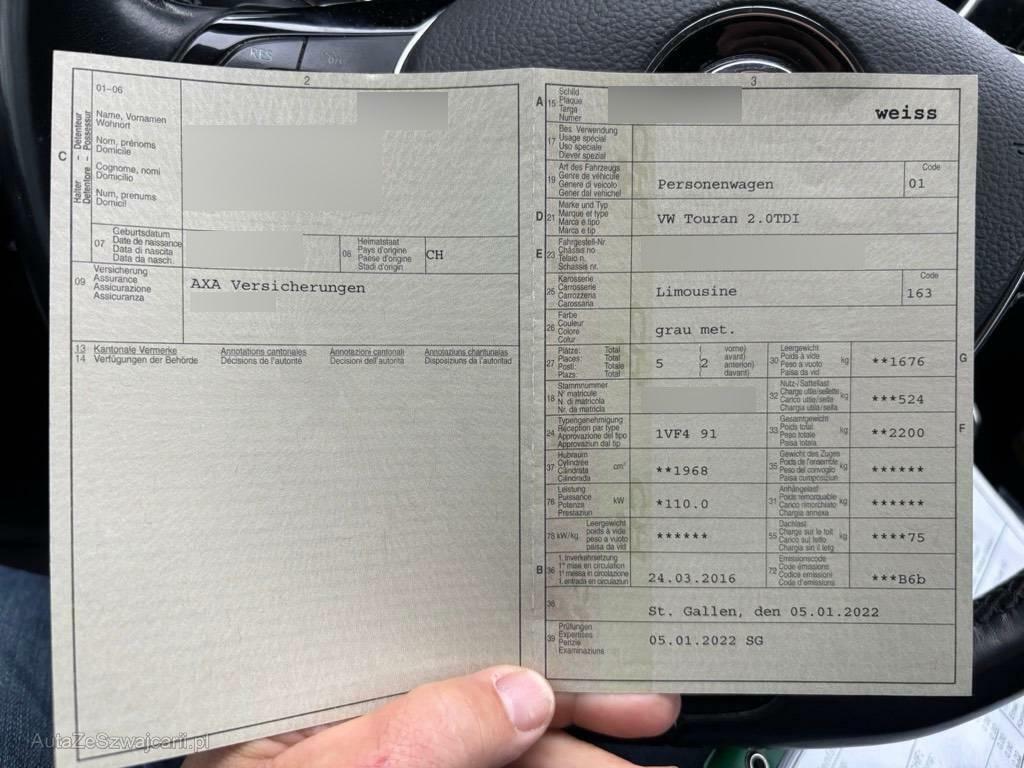 RES
2
01-06
Halter - Detenteur
Detentore - Possessur
C
Name, Vornamen
Wohnort
Nom, prénoms
Domicile
Cognome, nomi
Domicilio
Num, prenums
Domicil
07
Geburtsdatum
Date de naissance
Data di nascita
Data da nasch.
08
Heimatstaat
Pays d'origine
Paese d'origine
Stadi d'origin
CH
09
Versicherung
Assurance
Assicurazione
Assicuranza
AXA Versicherungen
13 Kantonale Vermerke Annotations cantonales Annotazioni cantonali Annotaziuns chantunalas
14 Verfügungen der Behörde Décisions de l'autorité Decisioni dell'autorità Disposiziuns da l'autoritad
3
A 15
Schild
Plaque
Targa
Numer
weiss
17
Bes. Verwendung
Usage spécial
Uso speciale
Diever spezial
19
Art des Fahrzeugs
Genre de véhicule
Genere di veicolo
Gener dal vehichel
Personenwagen
Code
01
D 21
Marke und Typ
Marque et type
Marca e tipo
Marca e tip
VW Touran 2.0TDI
E 23
Fahrgestell-Nr.
Châssis no
Telaio n.
Schassis nr.
25
Karosserie
Carrosserie
Carrozzeria
Carossaria
Limousine
Code
163
26
Farbe
Couleur
Colore
Colur
grau met.
27
Plätze: Total
Places: Total
Posti: Totale
Plazs: Total
5 ( 2
vorne)
avant)
anteriori)
davant)
30
Leergewicht
Poids à vide
Peso a vuoto
Paisa da vid
kg
**1676
G
18
Stammnummer
N° matricule
N. di matricola
Nr. da matricla
32
Nutz-/Sattellast
Charge utile/sellette
Carico utile/sella
Chargia utila/sella
kg
***524
24
Typengenehmigung
Réception par type
Approvazione del tipo
Approvaziun dal tip
1VF4 91
33
Gesamtgewicht
Poids total
Peso totale
Paisa totala
kg
**2200
F
37
Hubraum
Cylindrée
Cilindrata
Cilindrada
cm³
**1968
35
Gewicht des Zuges
Poids de l'ensemble
Peso del convoglio
Paisa cumposiziun
kg
******
76
Leistung
Puissance
Potenza
Prestaziun
kW
*110.0
31
Anhängelast
Poids remorquable
Carico rimorchiato
Chargia annexa
kg
******
78 kW/kg
Leergewicht
poids à vide
peso a vuoto
paisa da vid
******
55
Dachlast
Charge sur le toit
Carico sul tetto
Chargia sin il tetg
kg
****75
B 36
1. Inverkehrsetzung
1re mise en circulation
1a messa in circolazione
1. entrada en circulaziun
24.03.2016
72
Emissionscode
Code émissions
Codice emissioni
Code d'emissiuns
***B6b
38
St. Gallen, den 05.01.2022
39
Prüfungen
Expertises
Perizie
Examinaziuns
05.01.2022 SG
AutaZeSzwajcarii.pl